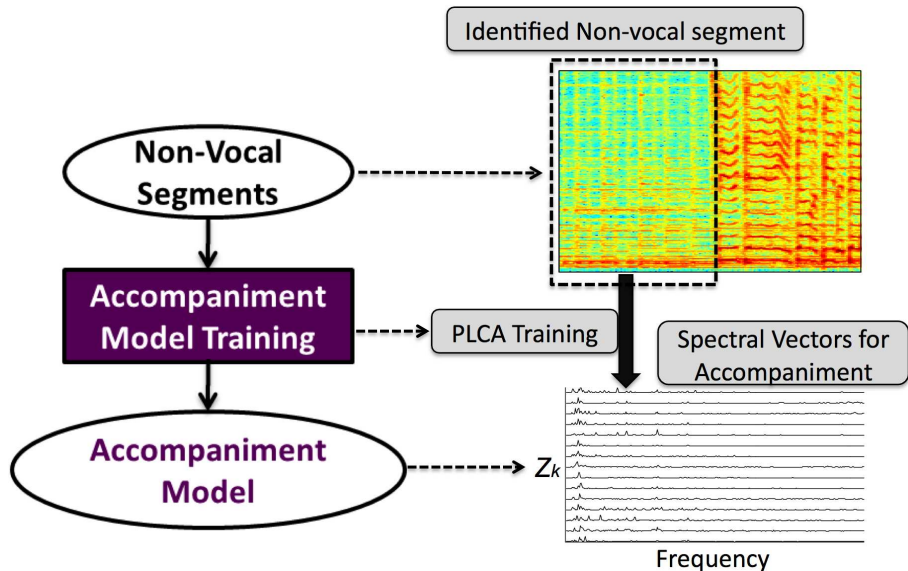 Identified Non-vocal segment
Non-Vocal
Segments
Accompaniment
Model Training
PLCA Training
Spectral Vectors for
Accompaniment
Accompaniment
Model
Zk
Frequency